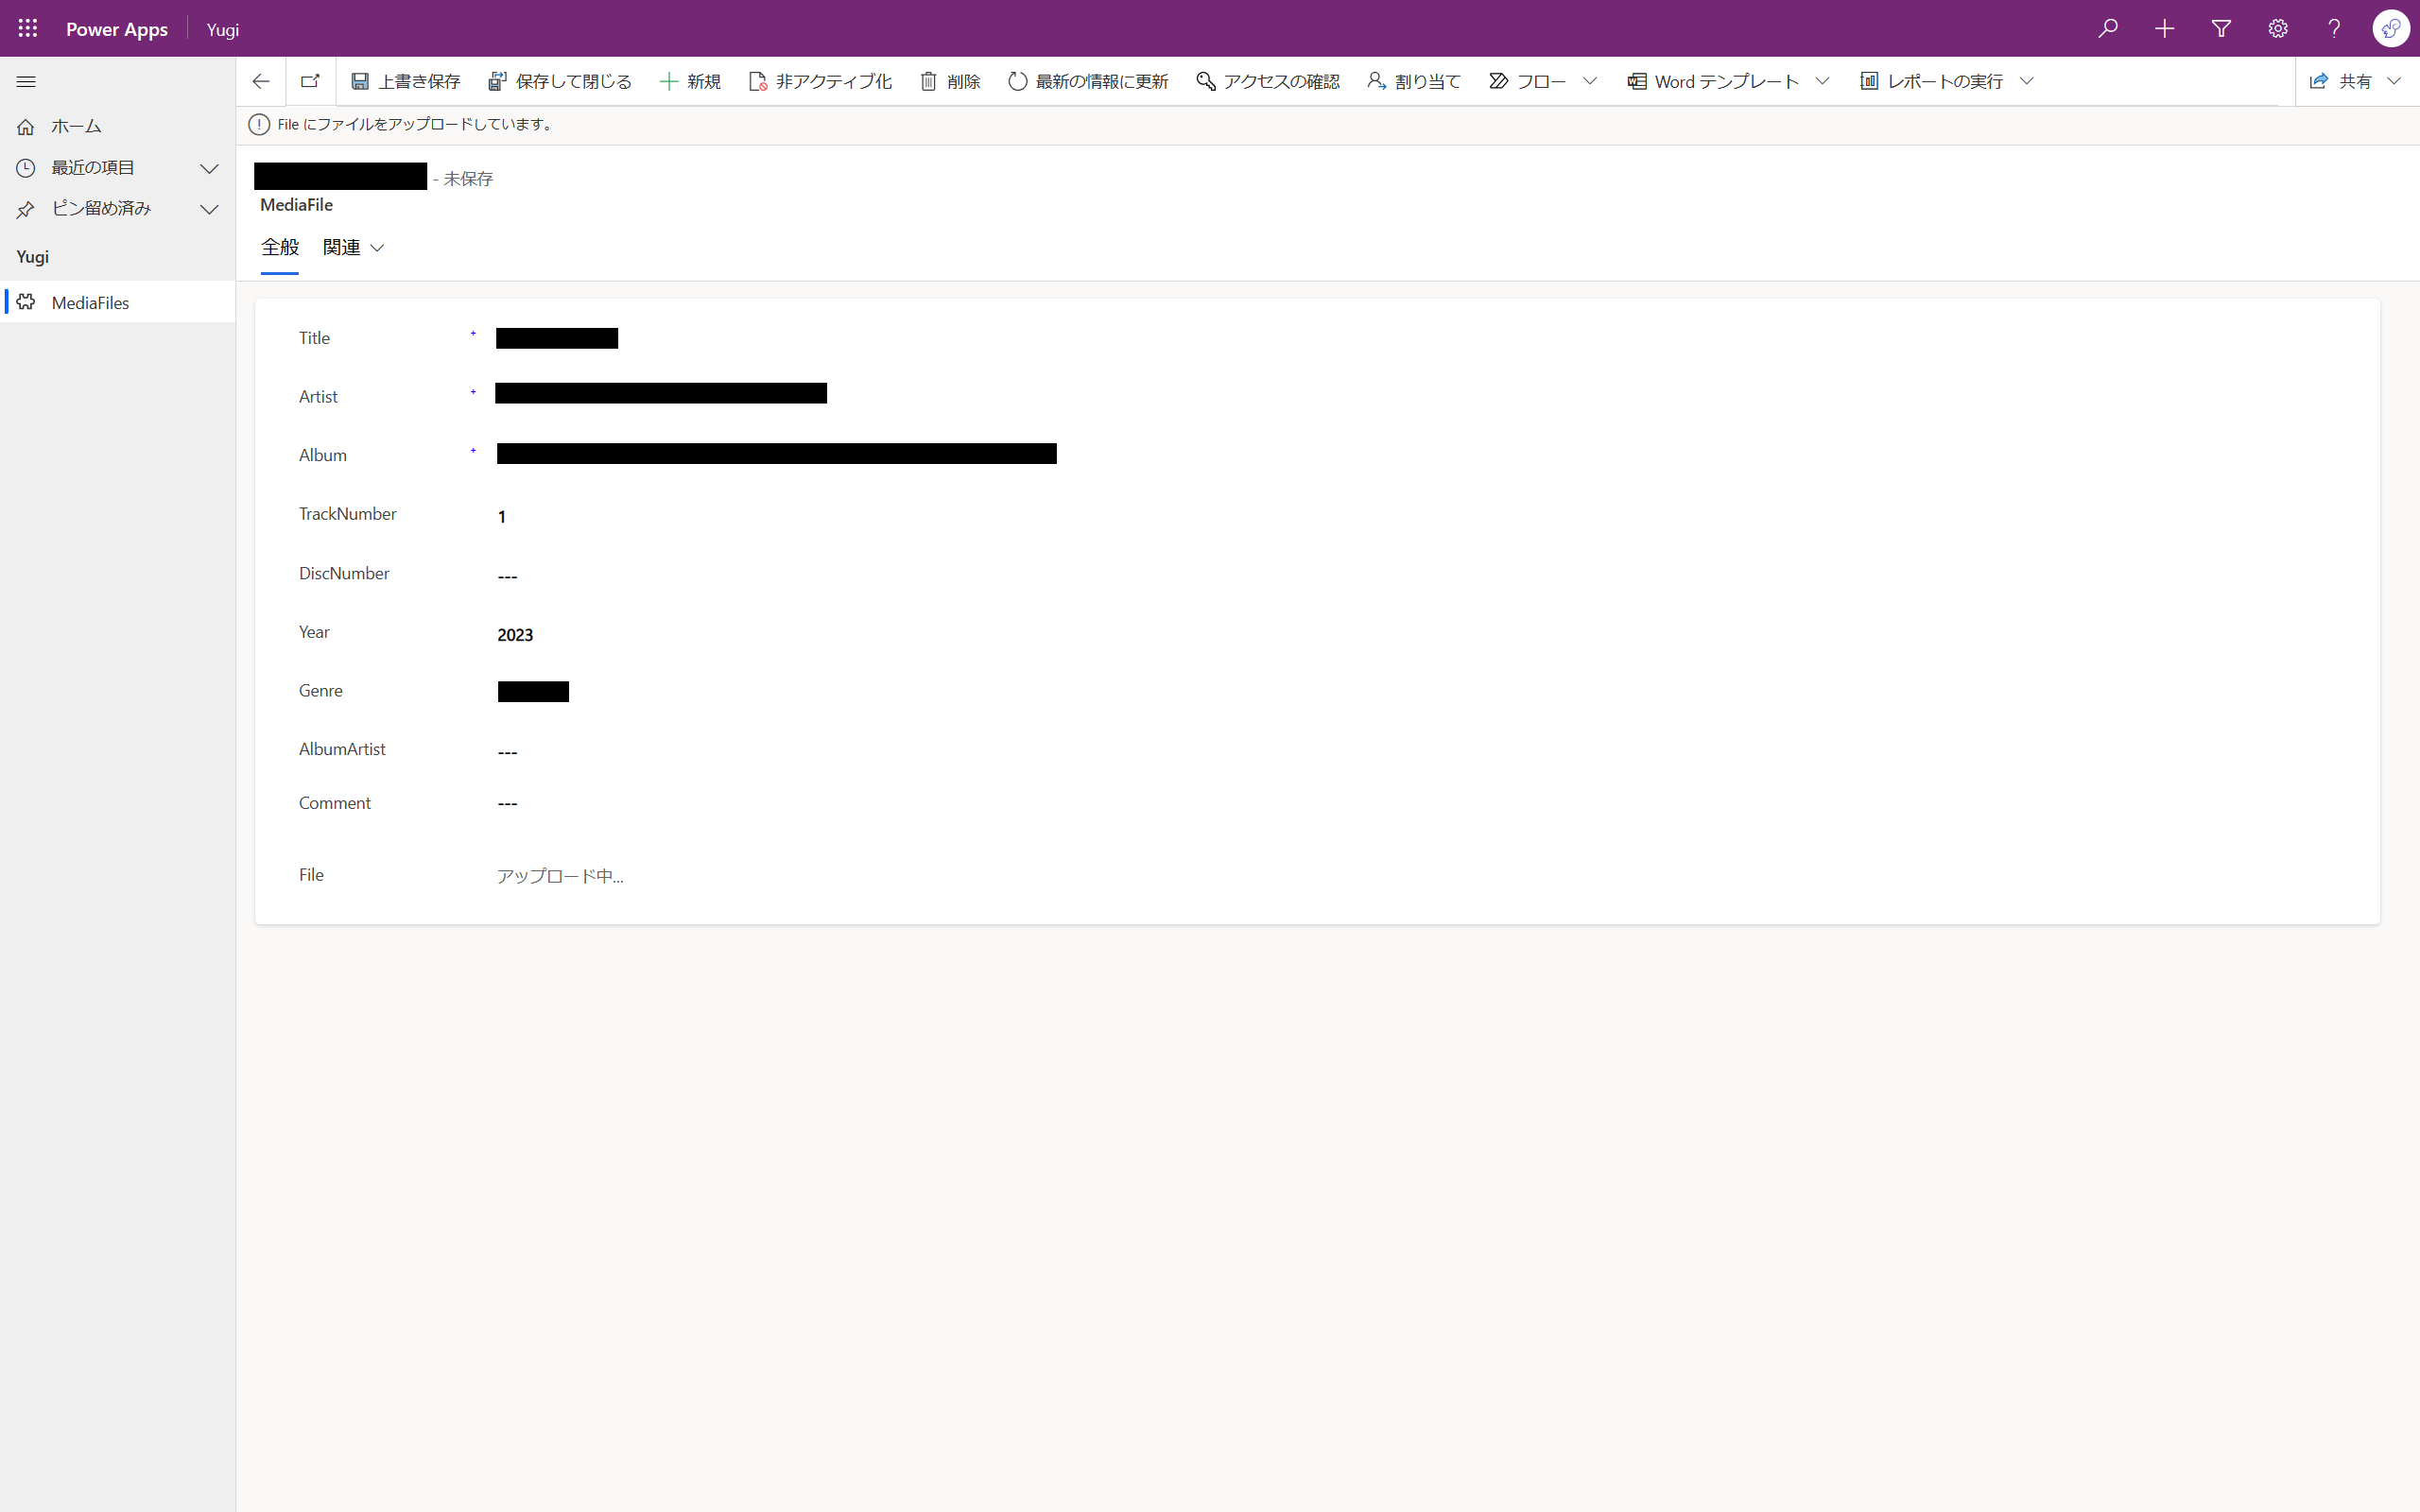 Power Apps Yugi
上書き保存 保存して閉じる 新規 非アクティブ化 削除 最新の情報に更新 アクセスの確認 割り当て フロー Word テンプレート レポートの実行 共有
ホーム
最近の項目
ピン留め済み
Yugi
MediaFiles
File にファイルをアップロードしています。
- 未保存
MediaFile
全般 関連
Title *
Artist *
Album *
TrackNumber 1
DiscNumber ---
Year 2023
Genre
AlbumArtist ---
Comment ---
File アップロード中...